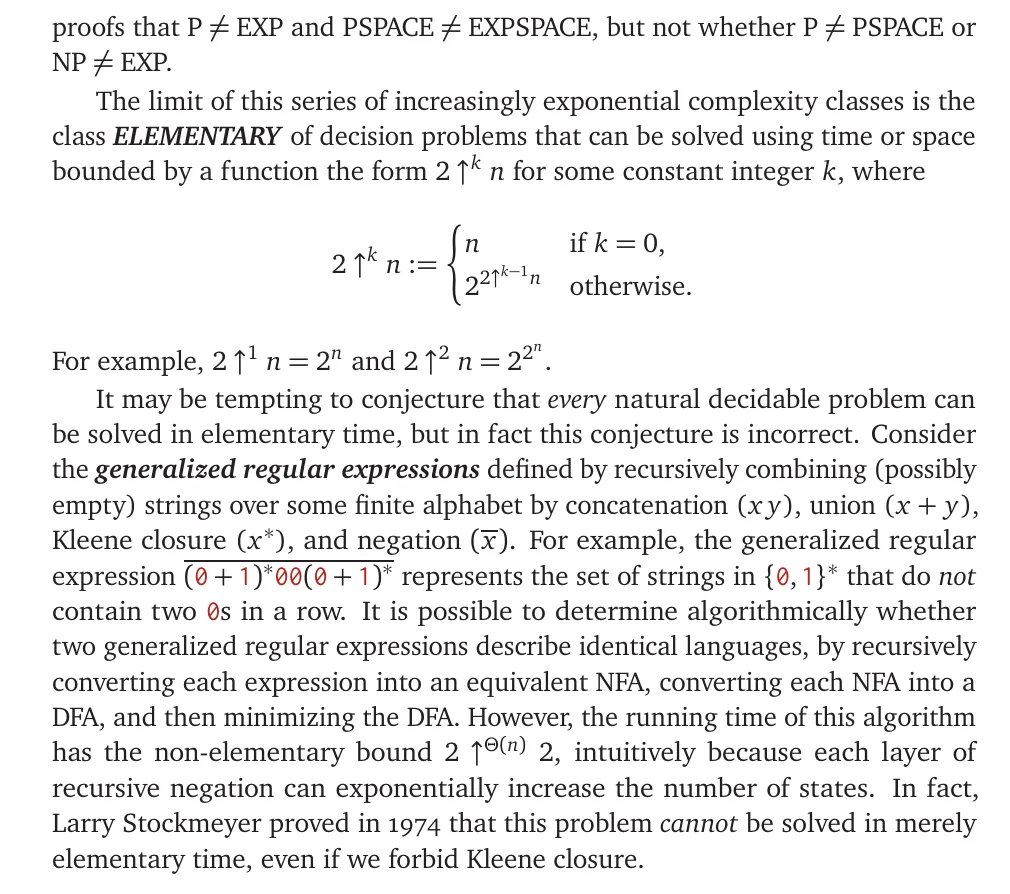 proofs that P ≠ EXP and PSPACE ≠ EXPSPACE, but not whether P ≠ PSPACE or
NP ≠ EXP.
The limit of this series of increasingly exponential complexity classes is the
class ELEMENTARY of decision problems that can be solved using time or space
bounded by a function the form 2 ↑^k n for some constant integer k, where
2 ↑^k n := { n if k = 0,
2^{2↑^{k−1} n} otherwise.
For example, 2 ↑^1 n = 2^n and 2 ↑^2 n = 2^{2^n}.
It may be tempting to conjecture that every natural decidable problem can
be solved in elementary time, but in fact this conjecture is incorrect. Consider
the generalized regular expressions defined by recursively combining (possibly
empty) strings over some finite alphabet by concatenation (xy), union (x + y),
Kleene closure (x*), and negation (x̅). For example, the generalized regular
expression \overline{(0 + 1)*00(0 + 1)*} represents the set of strings in {0, 1}* that do not
contain two 0s in a row. It is possible to determine algorithmically whether
two generalized regular expressions describe identical languages, by recursively
converting each expression into an equivalent NFA, converting each NFA into a
DFA, and then minimizing the DFA. However, the running time of this algorithm
has the non-elementary bound 2 ↑^{Θ(n)} 2, intuitively because each layer of
recursive negation can exponentially increase the number of states. In fact,
Larry Stockmeyer proved in 1974 that this problem cannot be solved in merely
elementary time, even if we forbid Kleene closure.